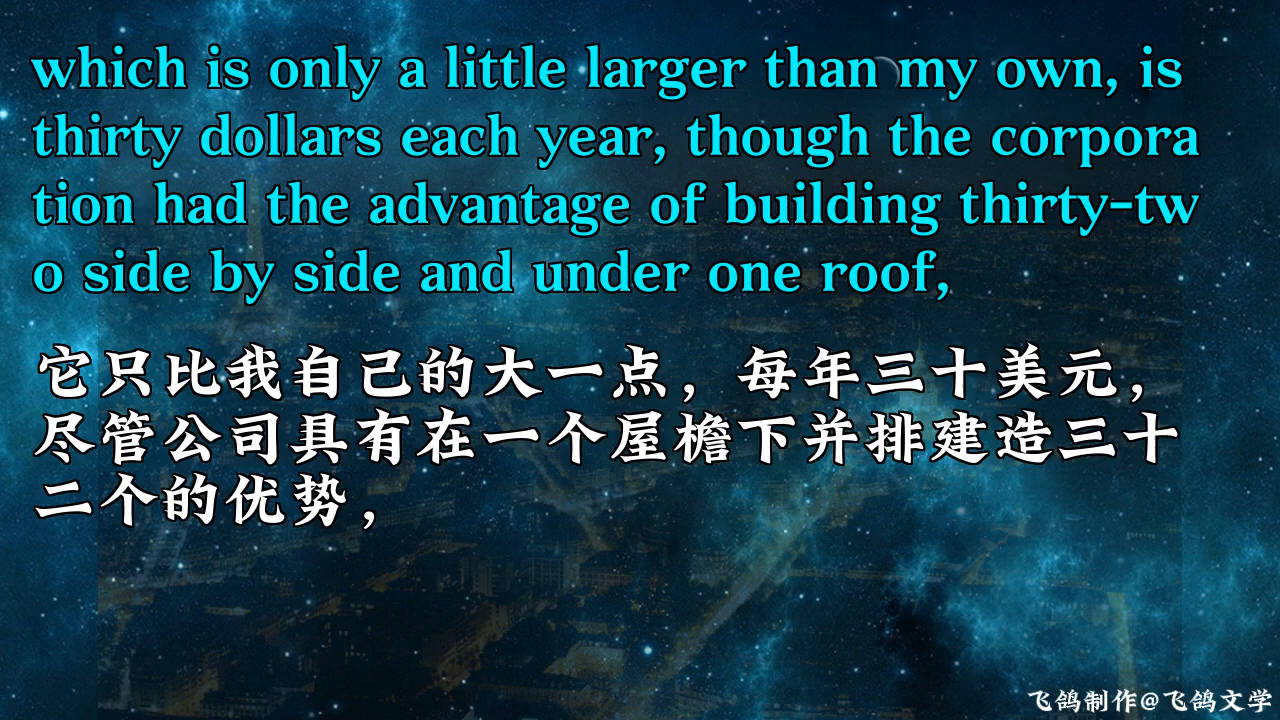 which is only a little larger than my own, is
thirty dollars each year, though the corpora
tion had the advantage of building thirty-tw
o side by side and under one roof,
它只比我自己的大一点，每年三十美元，
尽管公司具有在一个屋檐下并排建造三十
二个的优势，
飞鸽制作@飞鸽文学